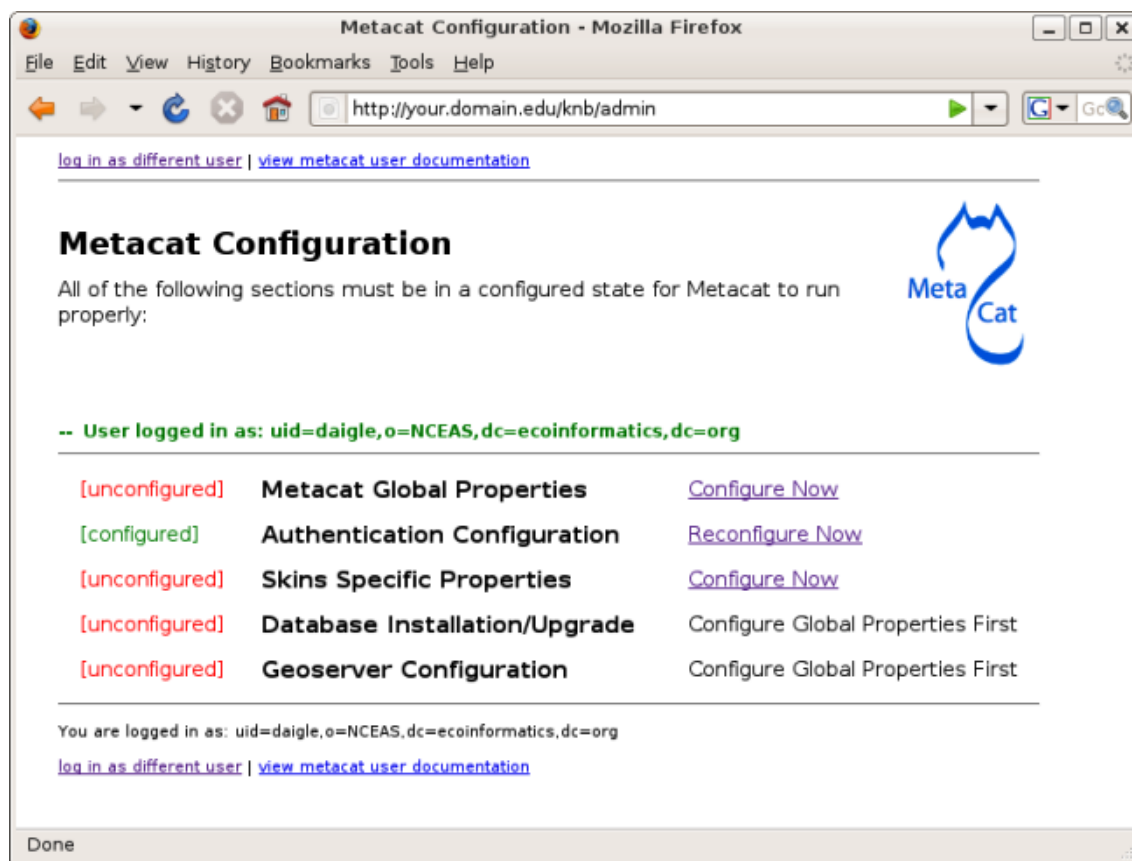 Metacat Configuration - Mozilla Firefox
File Edit View History Bookmarks Tools Help
http://your.domain.edu/knb/admin G
log in as different user | view metacat user documentation
Metacat Configuration
All of the following sections must be in a configured state for Metacat to run
properly:
Meta
Cat
-- User logged in as: uid=daigle,o=NCEAS,dc=ecoinformatics,dc=org
[unconfigured] Metacat Global Properties Configure Now
[configured] Authentication Configuration Reconfigure Now
[unconfigured] Skins Specific Properties Configure Now
[unconfigured] Database Installation/Upgrade Configure Global Properties First
[unconfigured] Geoserver Configuration Configure Global Properties First
You are logged in as: uid=daigle,o=NCEAS,dc=ecoinformatics,dc=org
log in as different user | view metacat user documentation
Done